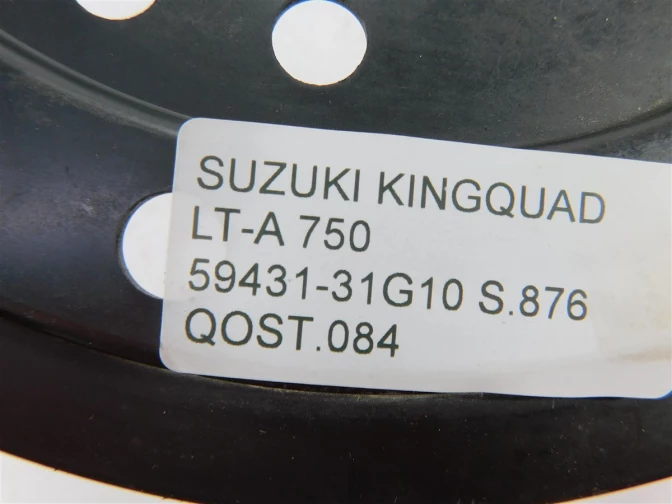 SUZUKI KINGQUAD
LT-A 750
59431-31G10 S.876
QOST.084